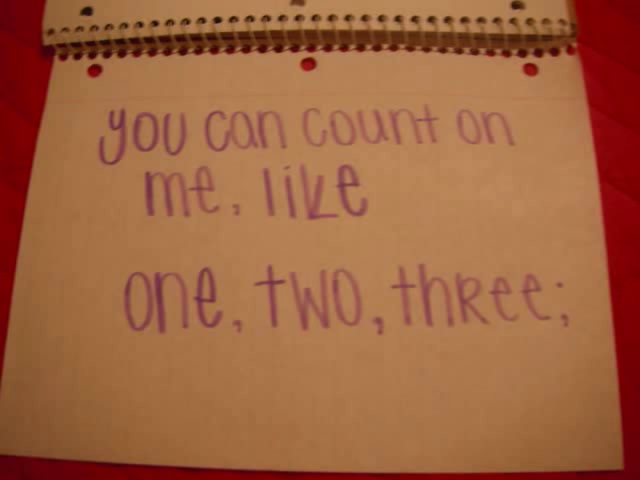 you can count on
me, like
one, two, three;